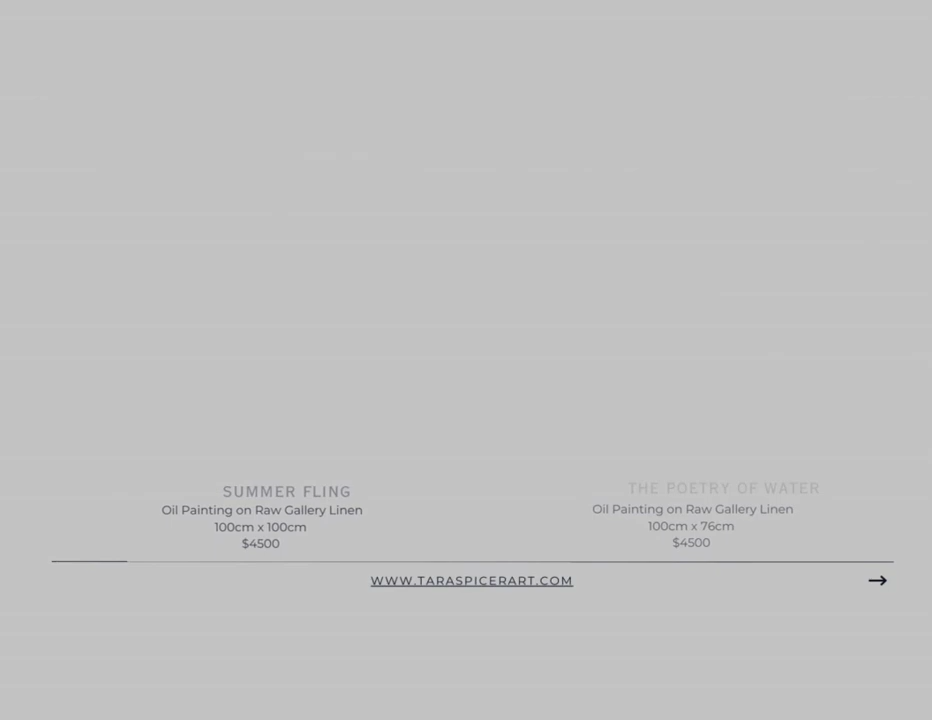 SUMMER FLING
Oil Painting on Raw Gallery Linen
100cm x 100cm
$4500
THE POETRY OF WATER
Oil Painting on Raw Gallery Linen
100cm x 76cm
$4500
WWW.TARASPICERART.COM